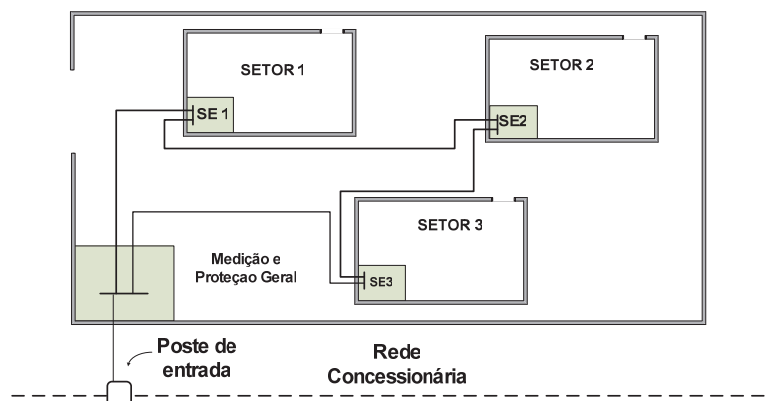 SETOR 1
SETOR 2
SE 1
SE2
SETOR 3
Medição e
Proteçao Geral
SE3
Poste de
entrada
Rede
Concessionária